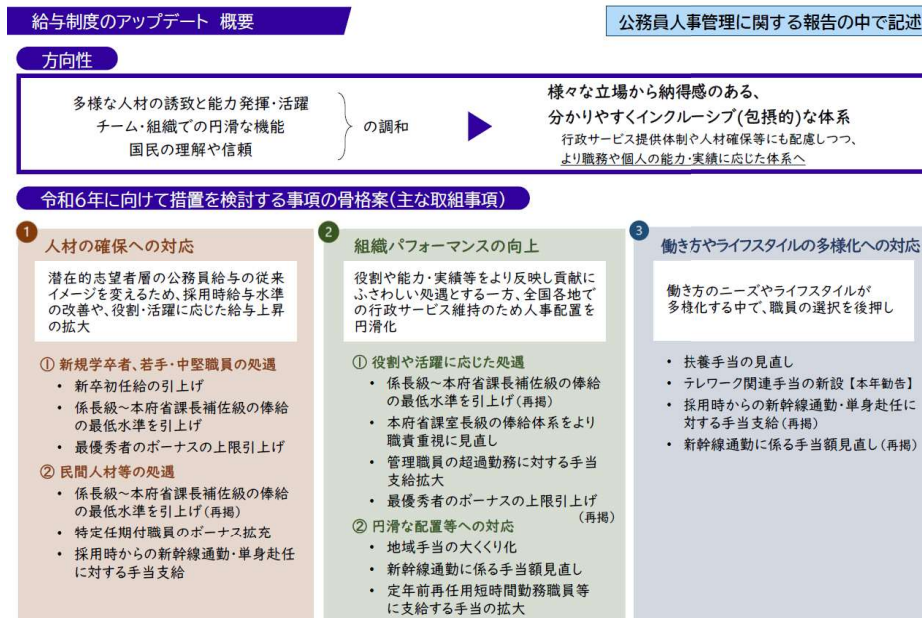 給与制度のアップデート 概要
公務員人事管理に関する報告の中で記述
方向性
多様な人材の誘致と能力発揮・活躍
チーム・組織での円滑な機能
国民の理解や信頼
の調和
様々な立場から納得感のある、
分かりやすくインクルーシブ(包摂的)な体系
行政サービス提供体制や人材確保等にも配慮しつつ、
より職務や個人の能力・実績に応じた体系へ
令和6年に向けて措置を検討する事項の骨格案(主な取組事項)
1
人材の確保への対応
潜在的志望者層の公務員給与の従来
イメージを変えるため、採用時給与水準
の改善や、役割・活躍に応じた給与上昇
の拡大
① 新規学卒者、若手・中堅職員の処遇
• 新卒初任給の引上げ
• 係長級～本府省課長補佐級の俸給
の最低水準を引上げ
• 最優秀者のボーナスの上限引上げ
② 民間人材等の処遇
• 係長級～本府省課長補佐級の俸給
の最低水準を引上げ(再掲)
• 特定任期付職員のボーナス拡充
• 採用時からの新幹線通勤・単身赴任
に対する手当支給
2
組織パフォーマンスの向上
役割や能力・実績等をより反映し貢献に
ふさわしい処遇とする一方、全国各地で
の行政サービス維持のため人事配置を
円滑化
① 役割や活躍に応じた処遇
• 係長級～本府省課長補佐級の俸給
の最低水準を引上げ(再掲)
• 本府省課室長級の俸給体系をより
職責重視に見直し
• 管理職員の超過勤務に対する手当
支給拡大
• 最優秀者のボーナスの上限引上げ
(再掲)
② 円滑な配置等への対応
• 地域手当の大くくり化
• 新幹線通勤に係る手当額見直し
• 定年前再任用短時間勤務職員等
に支給する手当の拡大
3
働き方やライフスタイルの多様化への対応
働き方のニーズやライフスタイルが
多様化する中で、職員の選択を後押し
• 扶養手当の見直し
• テレワーク関連手当の新設【本年勧告】
• 採用時からの新幹線通勤・単身赴任に
対する手当支給(再掲)
• 新幹線通勤に係る手当額見直し(再掲)